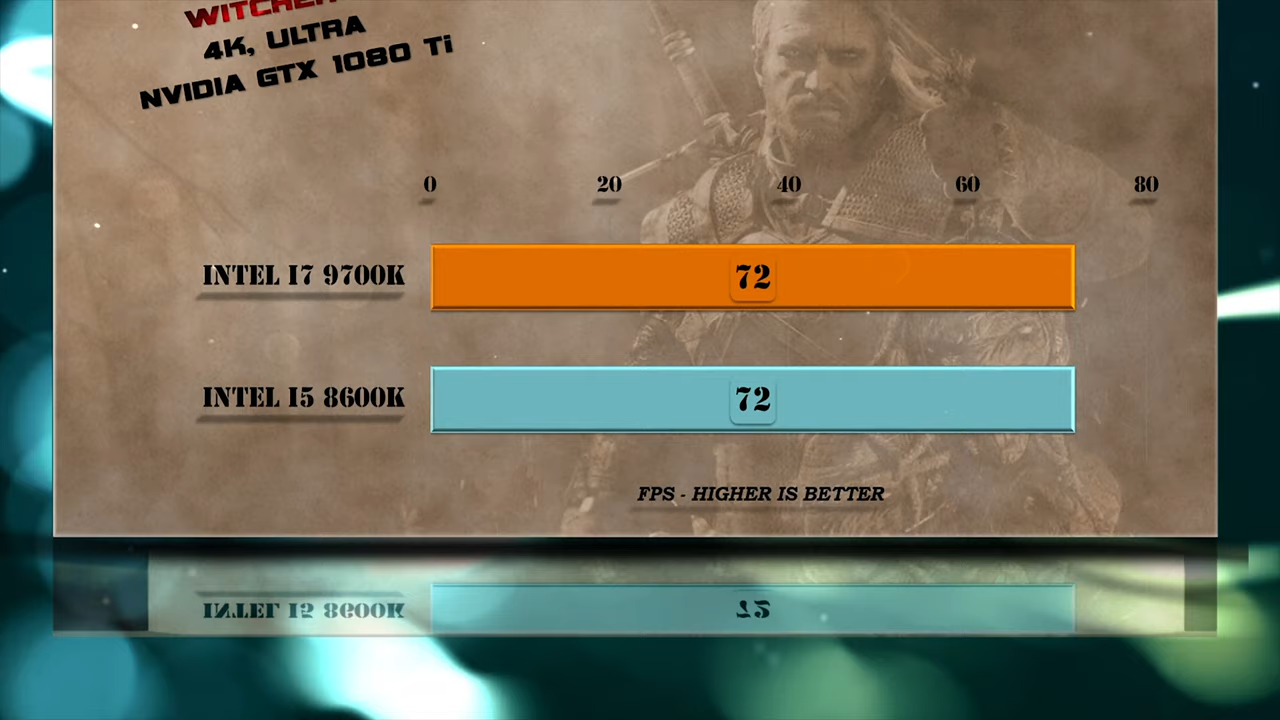 WITCHER
4K, ULTRA
NVIDIA GTX 1080 Ti
0 20 40 60 80
INTEL I7 9700K 72
INTEL I5 8600K 72
FPS - HIGHER IS BETTER